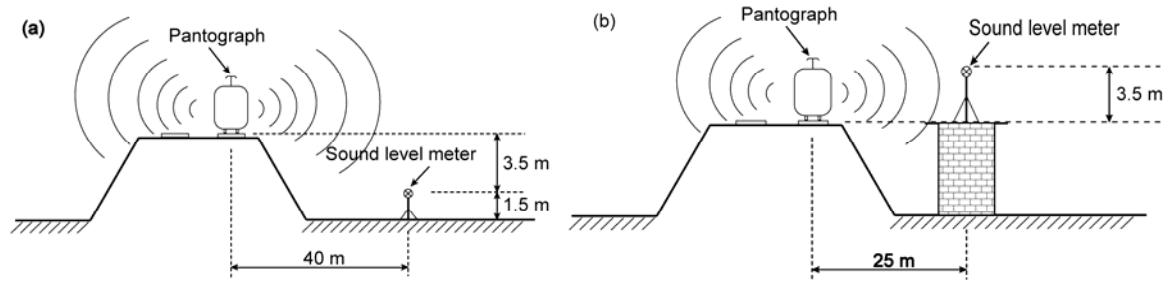 (a)
Pantograph
Sound level meter
3.5 m
1.5 m
40 m
(b)
Pantograph
Sound level meter
3.5 m
25 m